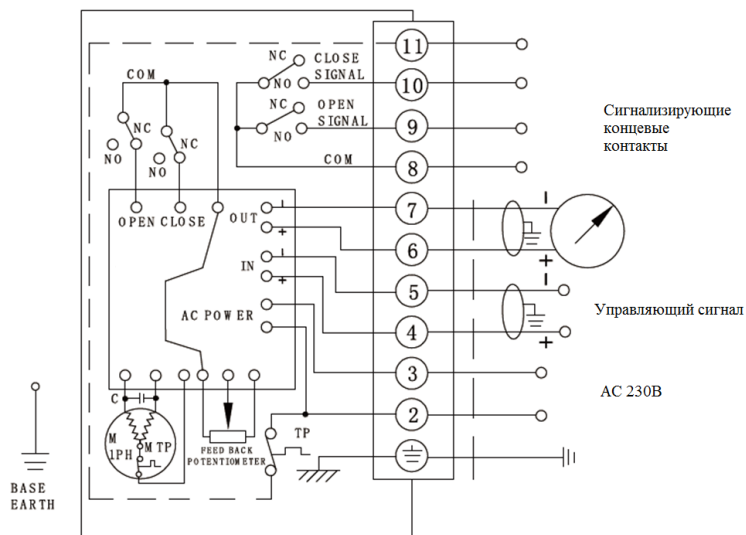 11
NC
CLOSE
SIGNAL
NO
10
COM
NC
OPEN
SIGNAL
NO
9
Сигнализирующие
концевые
контакты
NC
NC
NO
NO
COM
8
OPEN
CLOSE
OUT
-
+
7
-
6
+
IN
-
+
5
-
Управляющий сигнал
4
+
AC POWER
3
АС 230В
2
C
M
1PH
M
TP
FEED BACK
POTENTIOMETER
TP
BASE
EARTH